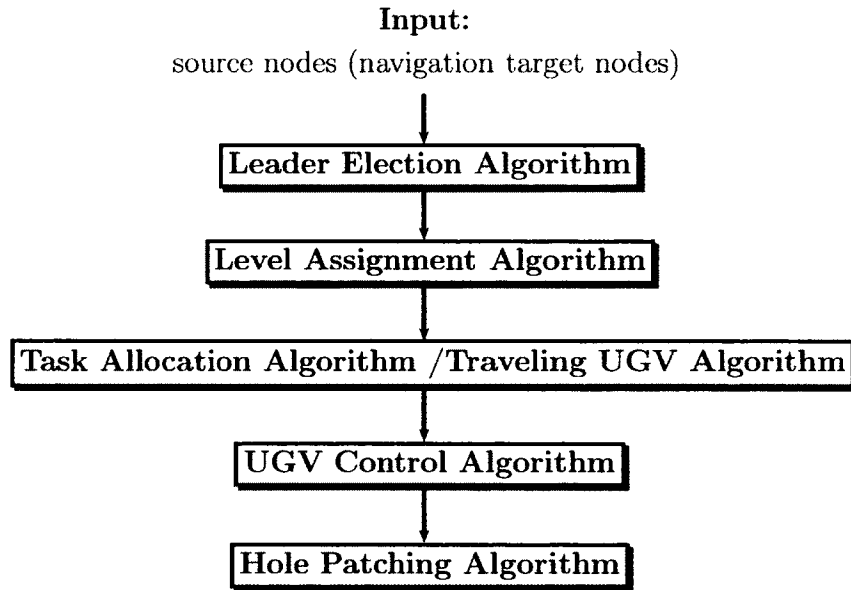 Input:
source nodes (navigation target nodes)
Leader Election Algorithm
Level Assignment Algorithm
Task Allocation Algorithm /Traveling UGV Algorithm
UGV Control Algorithm
Hole Patching Algorithm